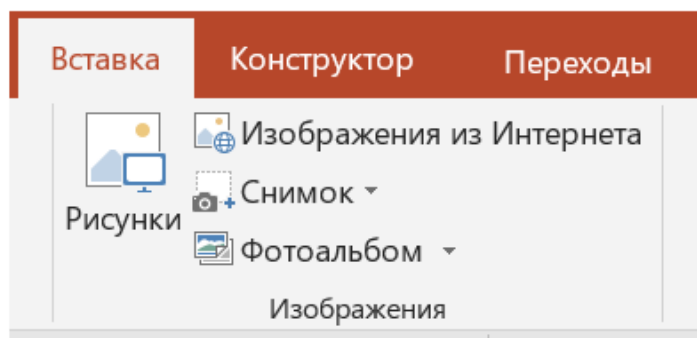 Вставка Конструктор Переходы
Рисунки
Изображения из Интернета
Снимок
Фотоальбом
Изображения